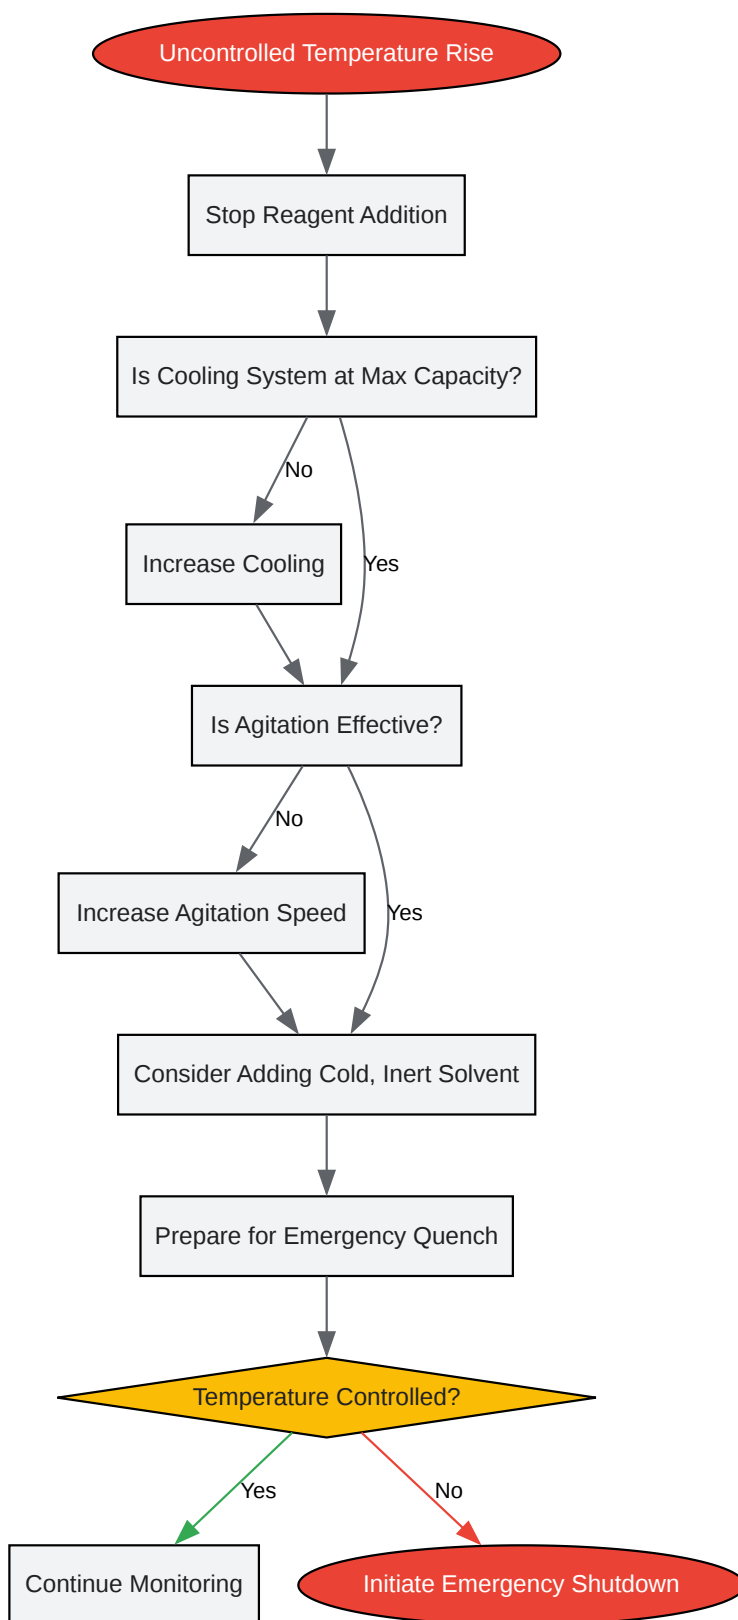 Uncontrolled Temperature Rise
Stop Reagent Addition
Is Cooling System at Max Capacity?
No
Increase Cooling
Yes
Is Agitation Effective?
No
Increase Agitation Speed
Yes
Consider Adding Cold, Inert Solvent
Prepare for Emergency Quench
Temperature Controlled?
Yes
No
Continue Monitoring
Initiate Emergency Shutdown